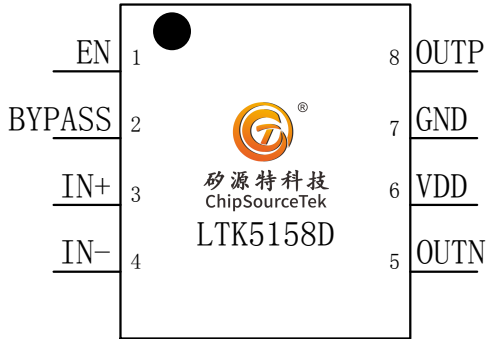 EN 1
8 OUTP
BYPASS 2
7 GND
®
IN+ 3
矽源特科技
6 VDD
ChipSourceTek
LTK5158D
IN- 4
5 OUTN